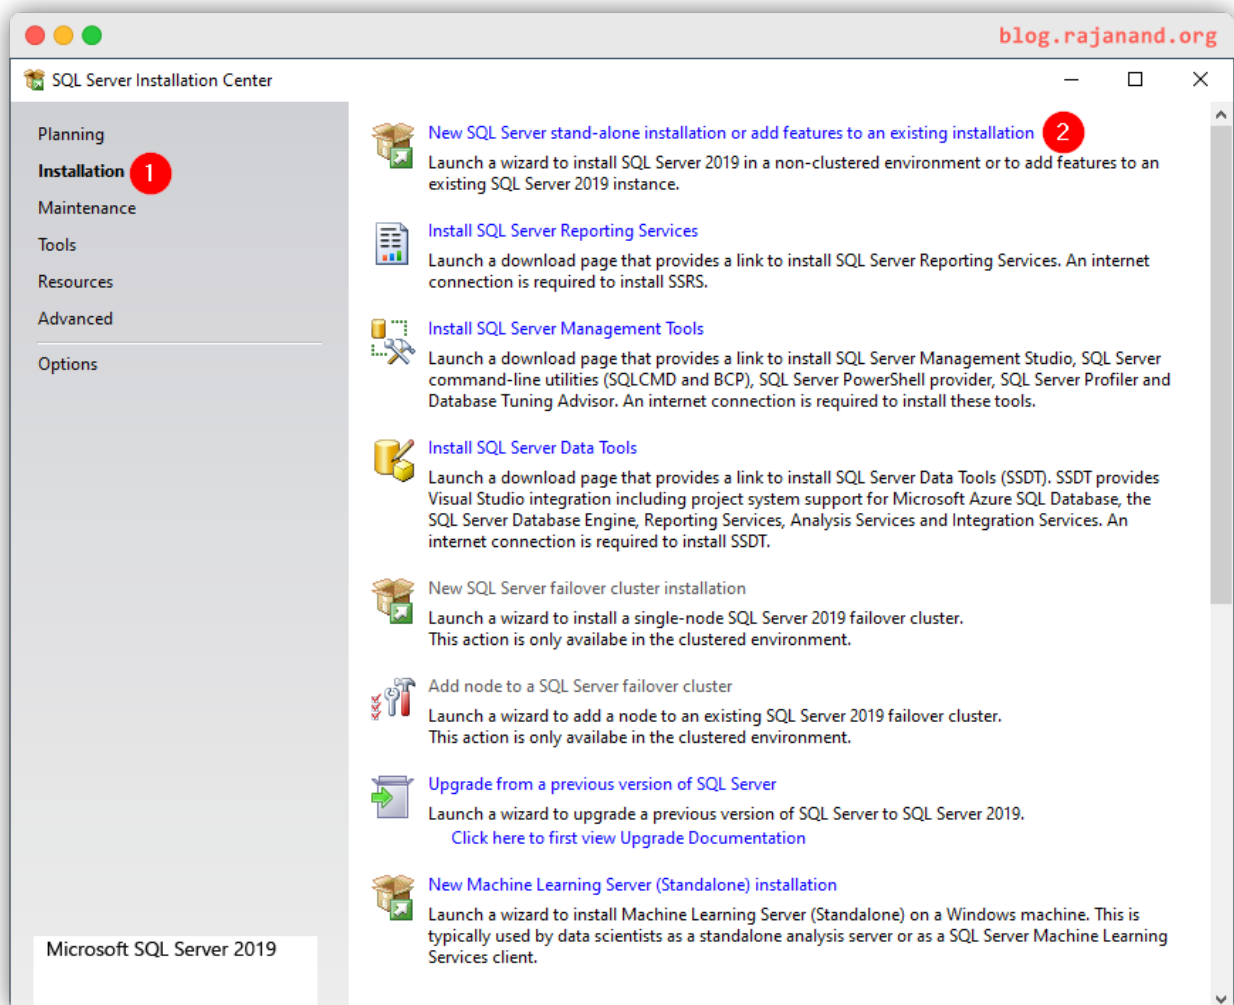 blog.rajanand.org
SQL Server Installation Center
Planning
Installation 1
Maintenance
Tools
Resources
Advanced
Options
New SQL Server stand-alone installation or add features to an existing installation 2
Launch a wizard to install SQL Server 2019 in a non-clustered environment or to add features to an
existing SQL Server 2019 instance.
Install SQL Server Reporting Services
Launch a download page that provides a link to install SQL Server Reporting Services. An internet
connection is required to install SSRS.
Install SQL Server Management Tools
Launch a download page that provides a link to install SQL Server Management Studio, SQL Server
command-line utilities (SQLCMD and BCP), SQL Server PowerShell provider, SQL Server Profiler and
Database Tuning Advisor. An internet connection is required to install these tools.
Install SQL Server Data Tools
Launch a download page that provides a link to install SQL Server Data Tools (SSDT). SSDT provides
Visual Studio integration including project system support for Microsoft Azure SQL Database, the
SQL Server Database Engine, Reporting Services, Analysis Services and Integration Services. An
internet connection is required to install SSDT.
New SQL Server failover cluster installation
Launch a wizard to install a single-node SQL Server 2019 failover cluster.
This action is only availabe in the clustered environment.
Add node to a SQL Server failover cluster
Launch a wizard to add a node to an existing SQL Server 2019 failover cluster.
This action is only availabe in the clustered environment.
Upgrade from a previous version of SQL Server
Launch a wizard to upgrade a previous version of SQL Server to SQL Server 2019.
Click here to first view Upgrade Documentation
New Machine Learning Server (Standalone) installation
Launch a wizard to install Machine Learning Server (Standalone) on a Windows machine. This is
typically used by data scientists as a standalone analysis server or as a SQL Server Machine Learning
Services client.
Microsoft SQL Server 2019